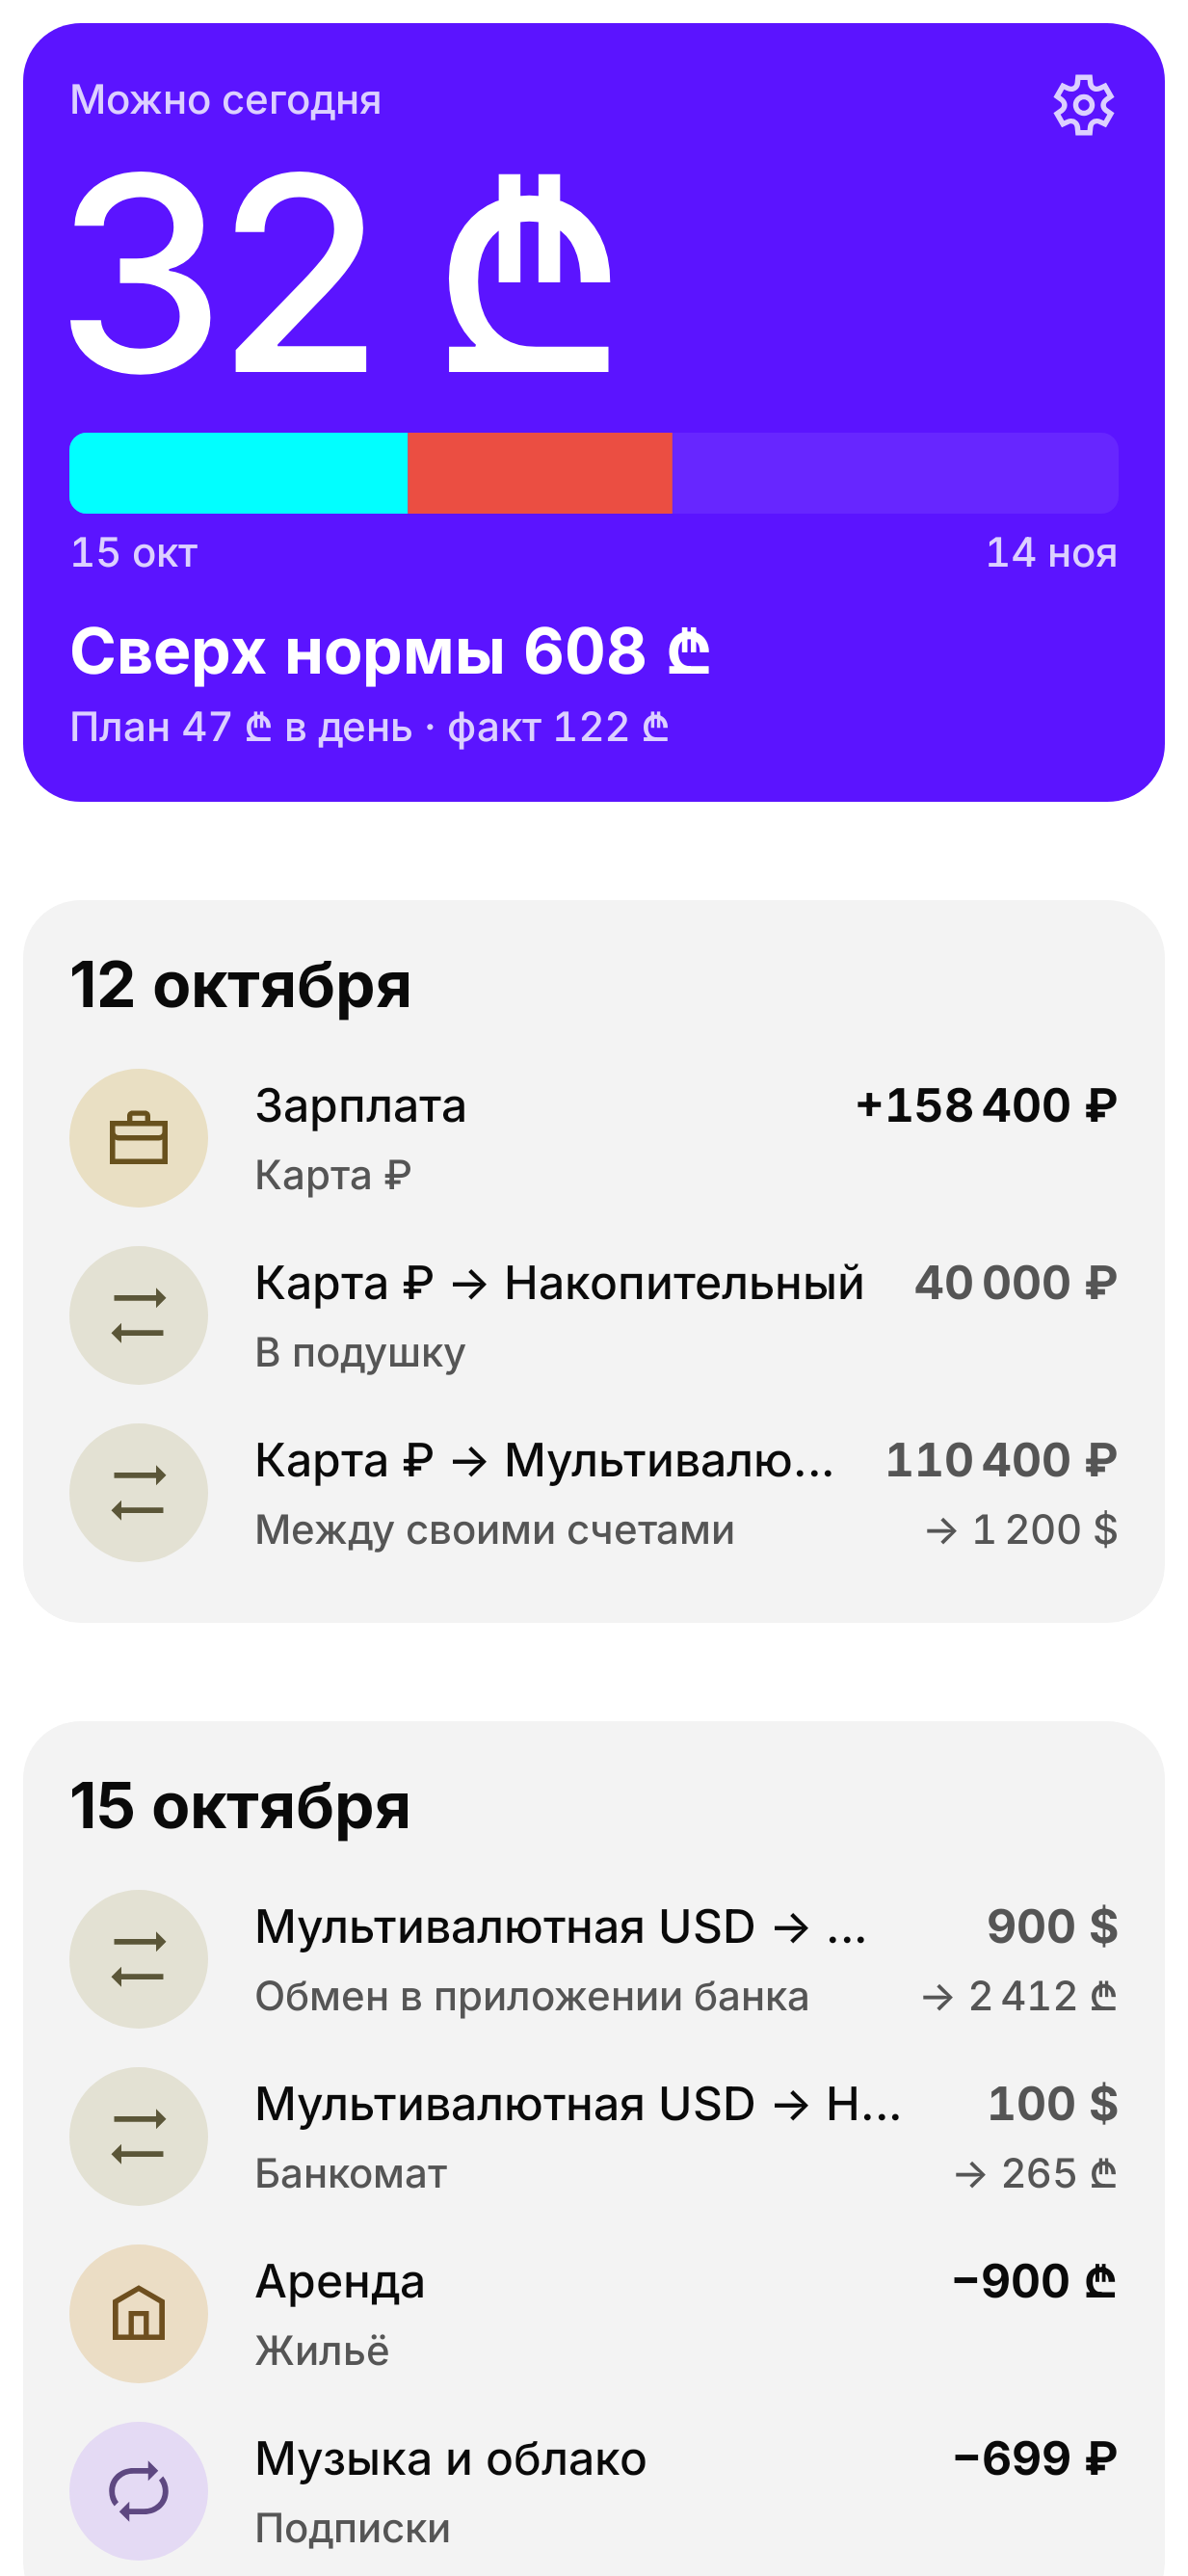 Можно сегодня
32 ₾
15 окт
14 ноя
Сверх нормы 608 ₾
План 47 ₾ в день · факт 122 ₾
12 октября
Зарплата
+158 400 ₽
Карта ₽
Карта ₽ → Накопительный
40 000 ₽
В подушку
Карта ₽ → Мультивалю...
110 400 ₽
Между своими счетами
→ 1 200 $
15 октября
Мультивалютная USD → ...
900 $
Обмен в приложении банка
→ 2 412 ₾
Мультивалютная USD → Н...
100 $
Банкомат
→ 265 ₾
Аренда
−900 ₾
Жильё
Музыка и облако
−699 ₽
Подписки